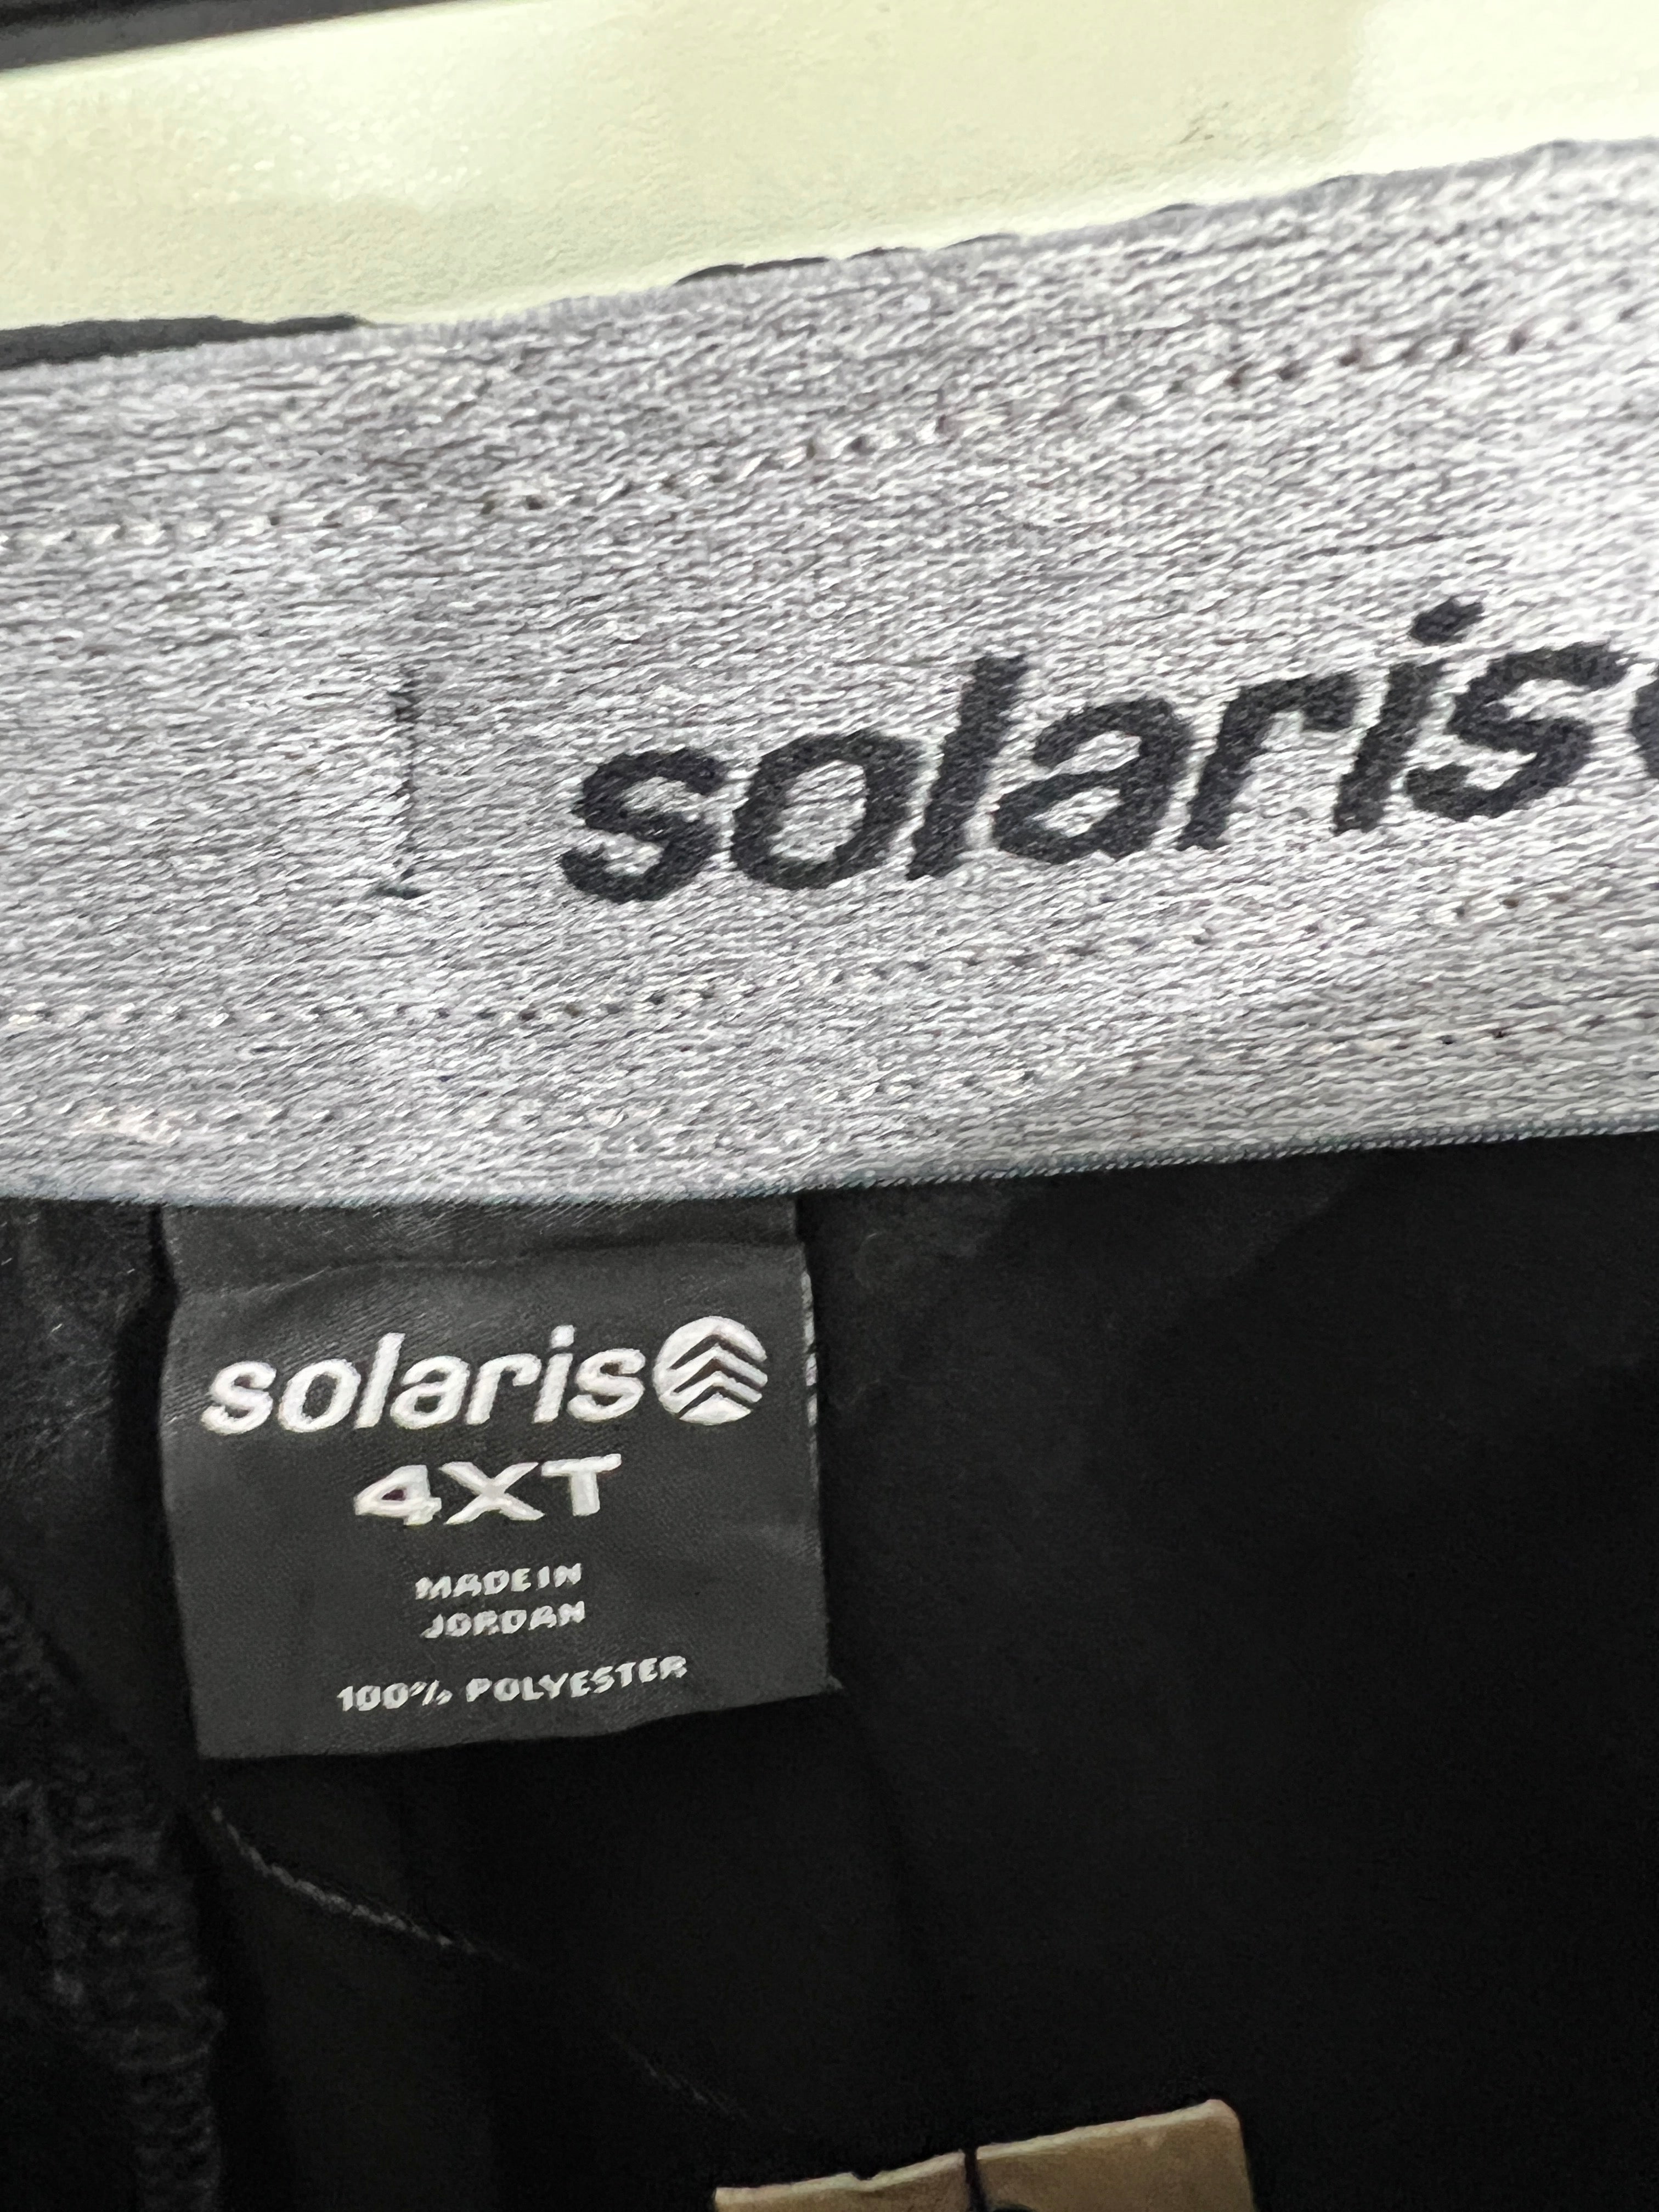 solaris
solaris
4XT
MADE IN
JORDAN
100% POLYESTER